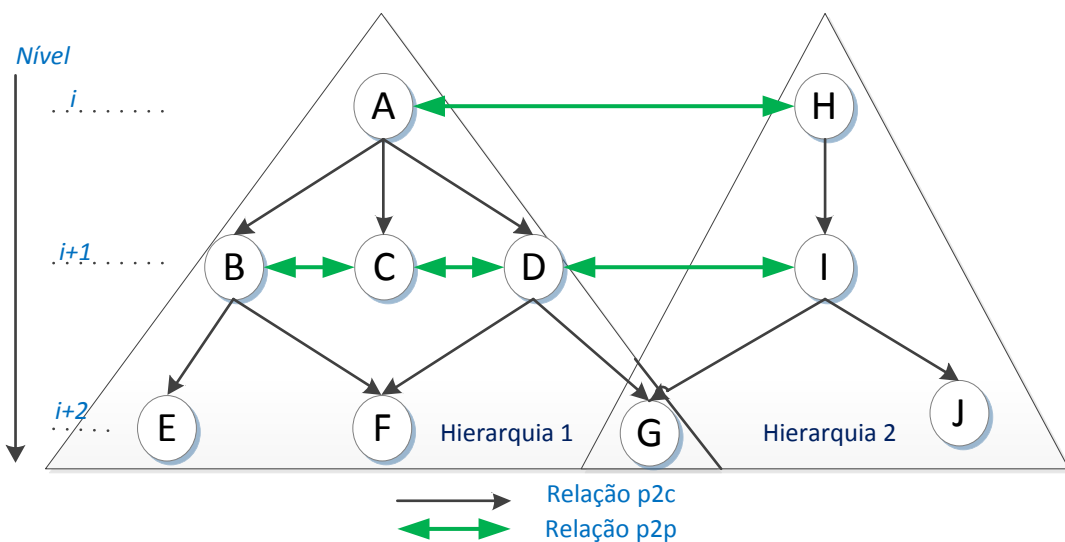 Nível
i
A
H
i+1
B
C
D
I
i+2
E
F
G
J
Hierarquia 1
Hierarquia 2
Relação p2c
Relação p2p